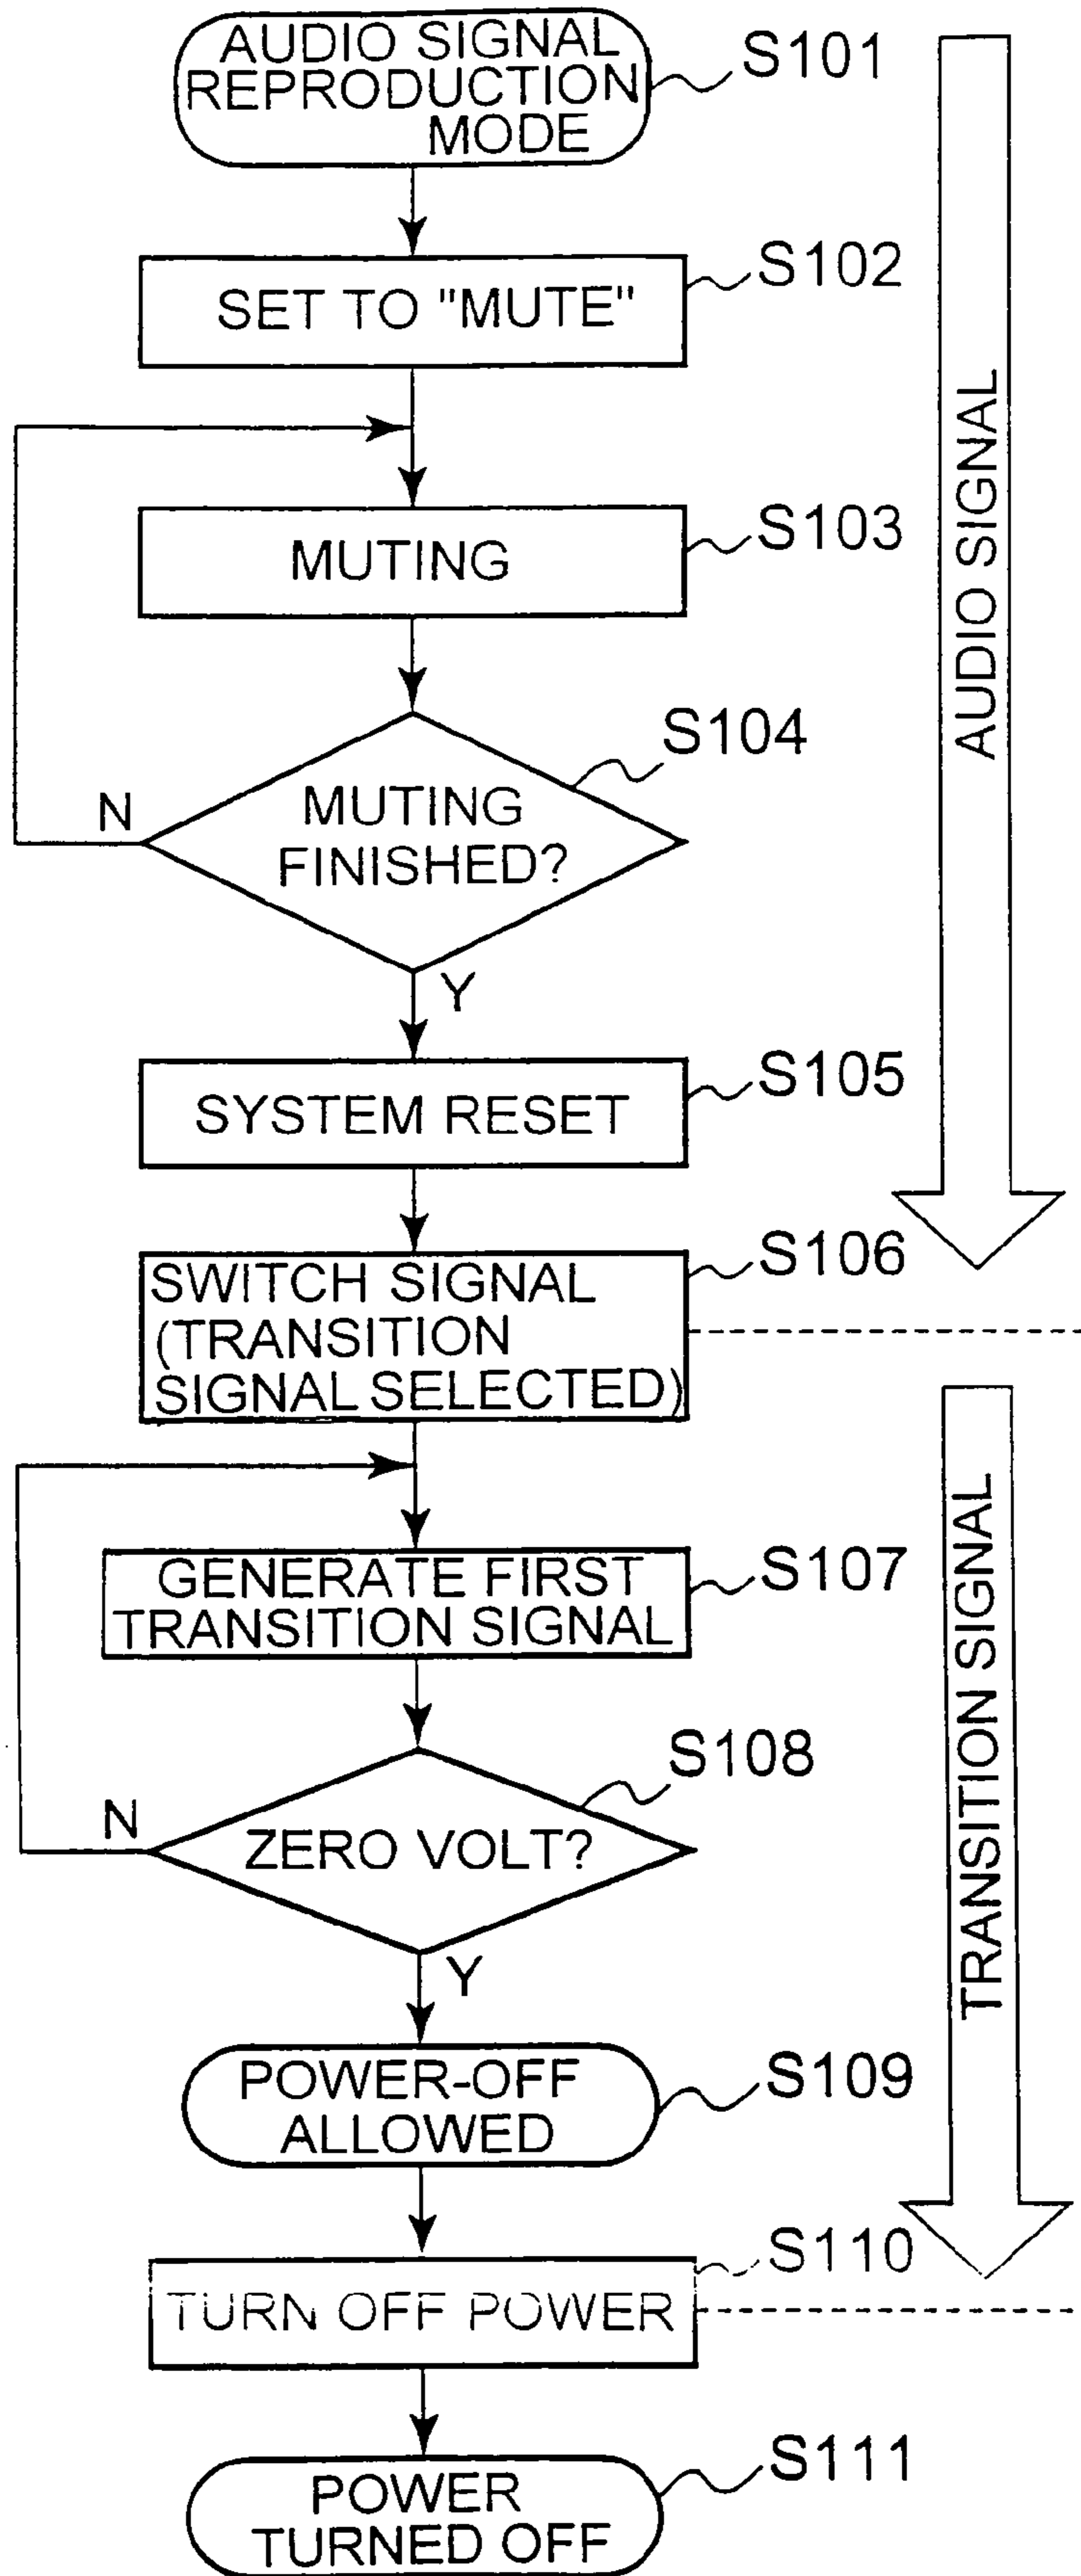 AUDIO SIGNAL
REPRODUCTION
MODE
S101
S102
SET TO "MUTE"
S103
MUTING
S104
MUTING
FINISHED?
N
Y
S105
SYSTEM RESET
S106
SWITCH SIGNAL
(TRANSITION
SIGNAL SELECTED)
S107
GENERATE FIRST
TRANSITION SIGNAL
S108
ZERO VOLT?
N
Y
S109
POWER-OFF
ALLOWED
S110
TURN OFF POWER
S111
POWER
TURNED OFF
AUDIO SIGNAL
TRANSITION SIGNAL